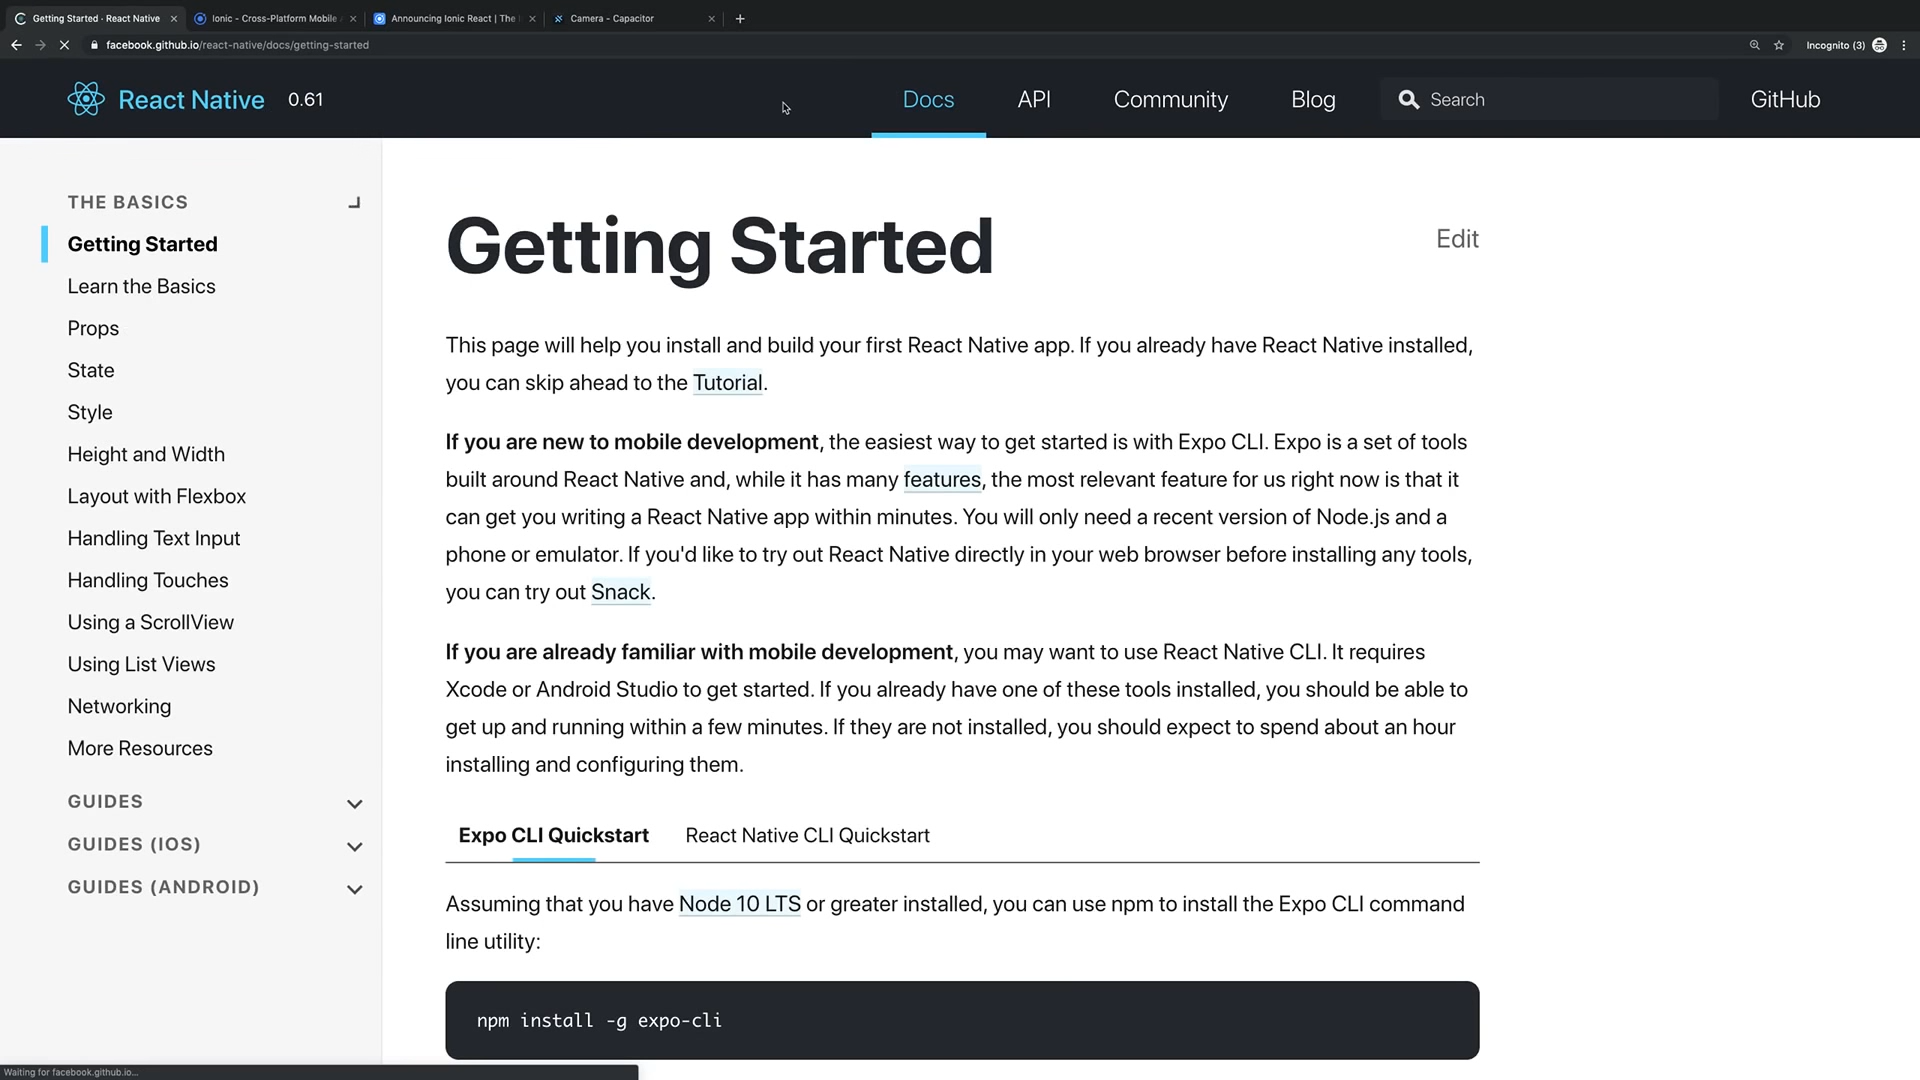 Getting Started · React Native
Ionic - Cross-Platform Mobile
Announcing Ionic React | The
Camera - Capacitor
facebook.github.io/react-native/docs/getting-started
Incognito (3)
React Native 0.61
Docs
API
Community
Blog
Search
GitHub
THE BASICS
Getting Started
Learn the Basics
Props
State
Style
Height and Width
Layout with Flexbox
Handling Text Input
Handling Touches
Using a ScrollView
Using List Views
Networking
More Resources
GUIDES
GUIDES (IOS)
GUIDES (ANDROID)
Getting Started
Edit
This page will help you install and build your first React Native app. If you already have React Native installed,
you can skip ahead to the Tutorial.
If you are new to mobile development, the easiest way to get started is with Expo CLI. Expo is a set of tools
built around React Native and, while it has many features, the most relevant feature for us right now is that it
can get you writing a React Native app within minutes. You will only need a recent version of Node.js and a
phone or emulator. If you'd like to try out React Native directly in your web browser before installing any tools,
you can try out Snack.
If you are already familiar with mobile development, you may want to use React Native CLI. It requires
Xcode or Android Studio to get started. If you already have one of these tools installed, you should be able to
get up and running within a few minutes. If they are not installed, you should expect to spend about an hour
installing and configuring them.
Expo CLI Quickstart
React Native CLI Quickstart
Assuming that you have Node 10 LTS or greater installed, you can use npm to install the Expo CLI command
line utility:
npm install -g expo-cli
Waiting for facebook.github.io...